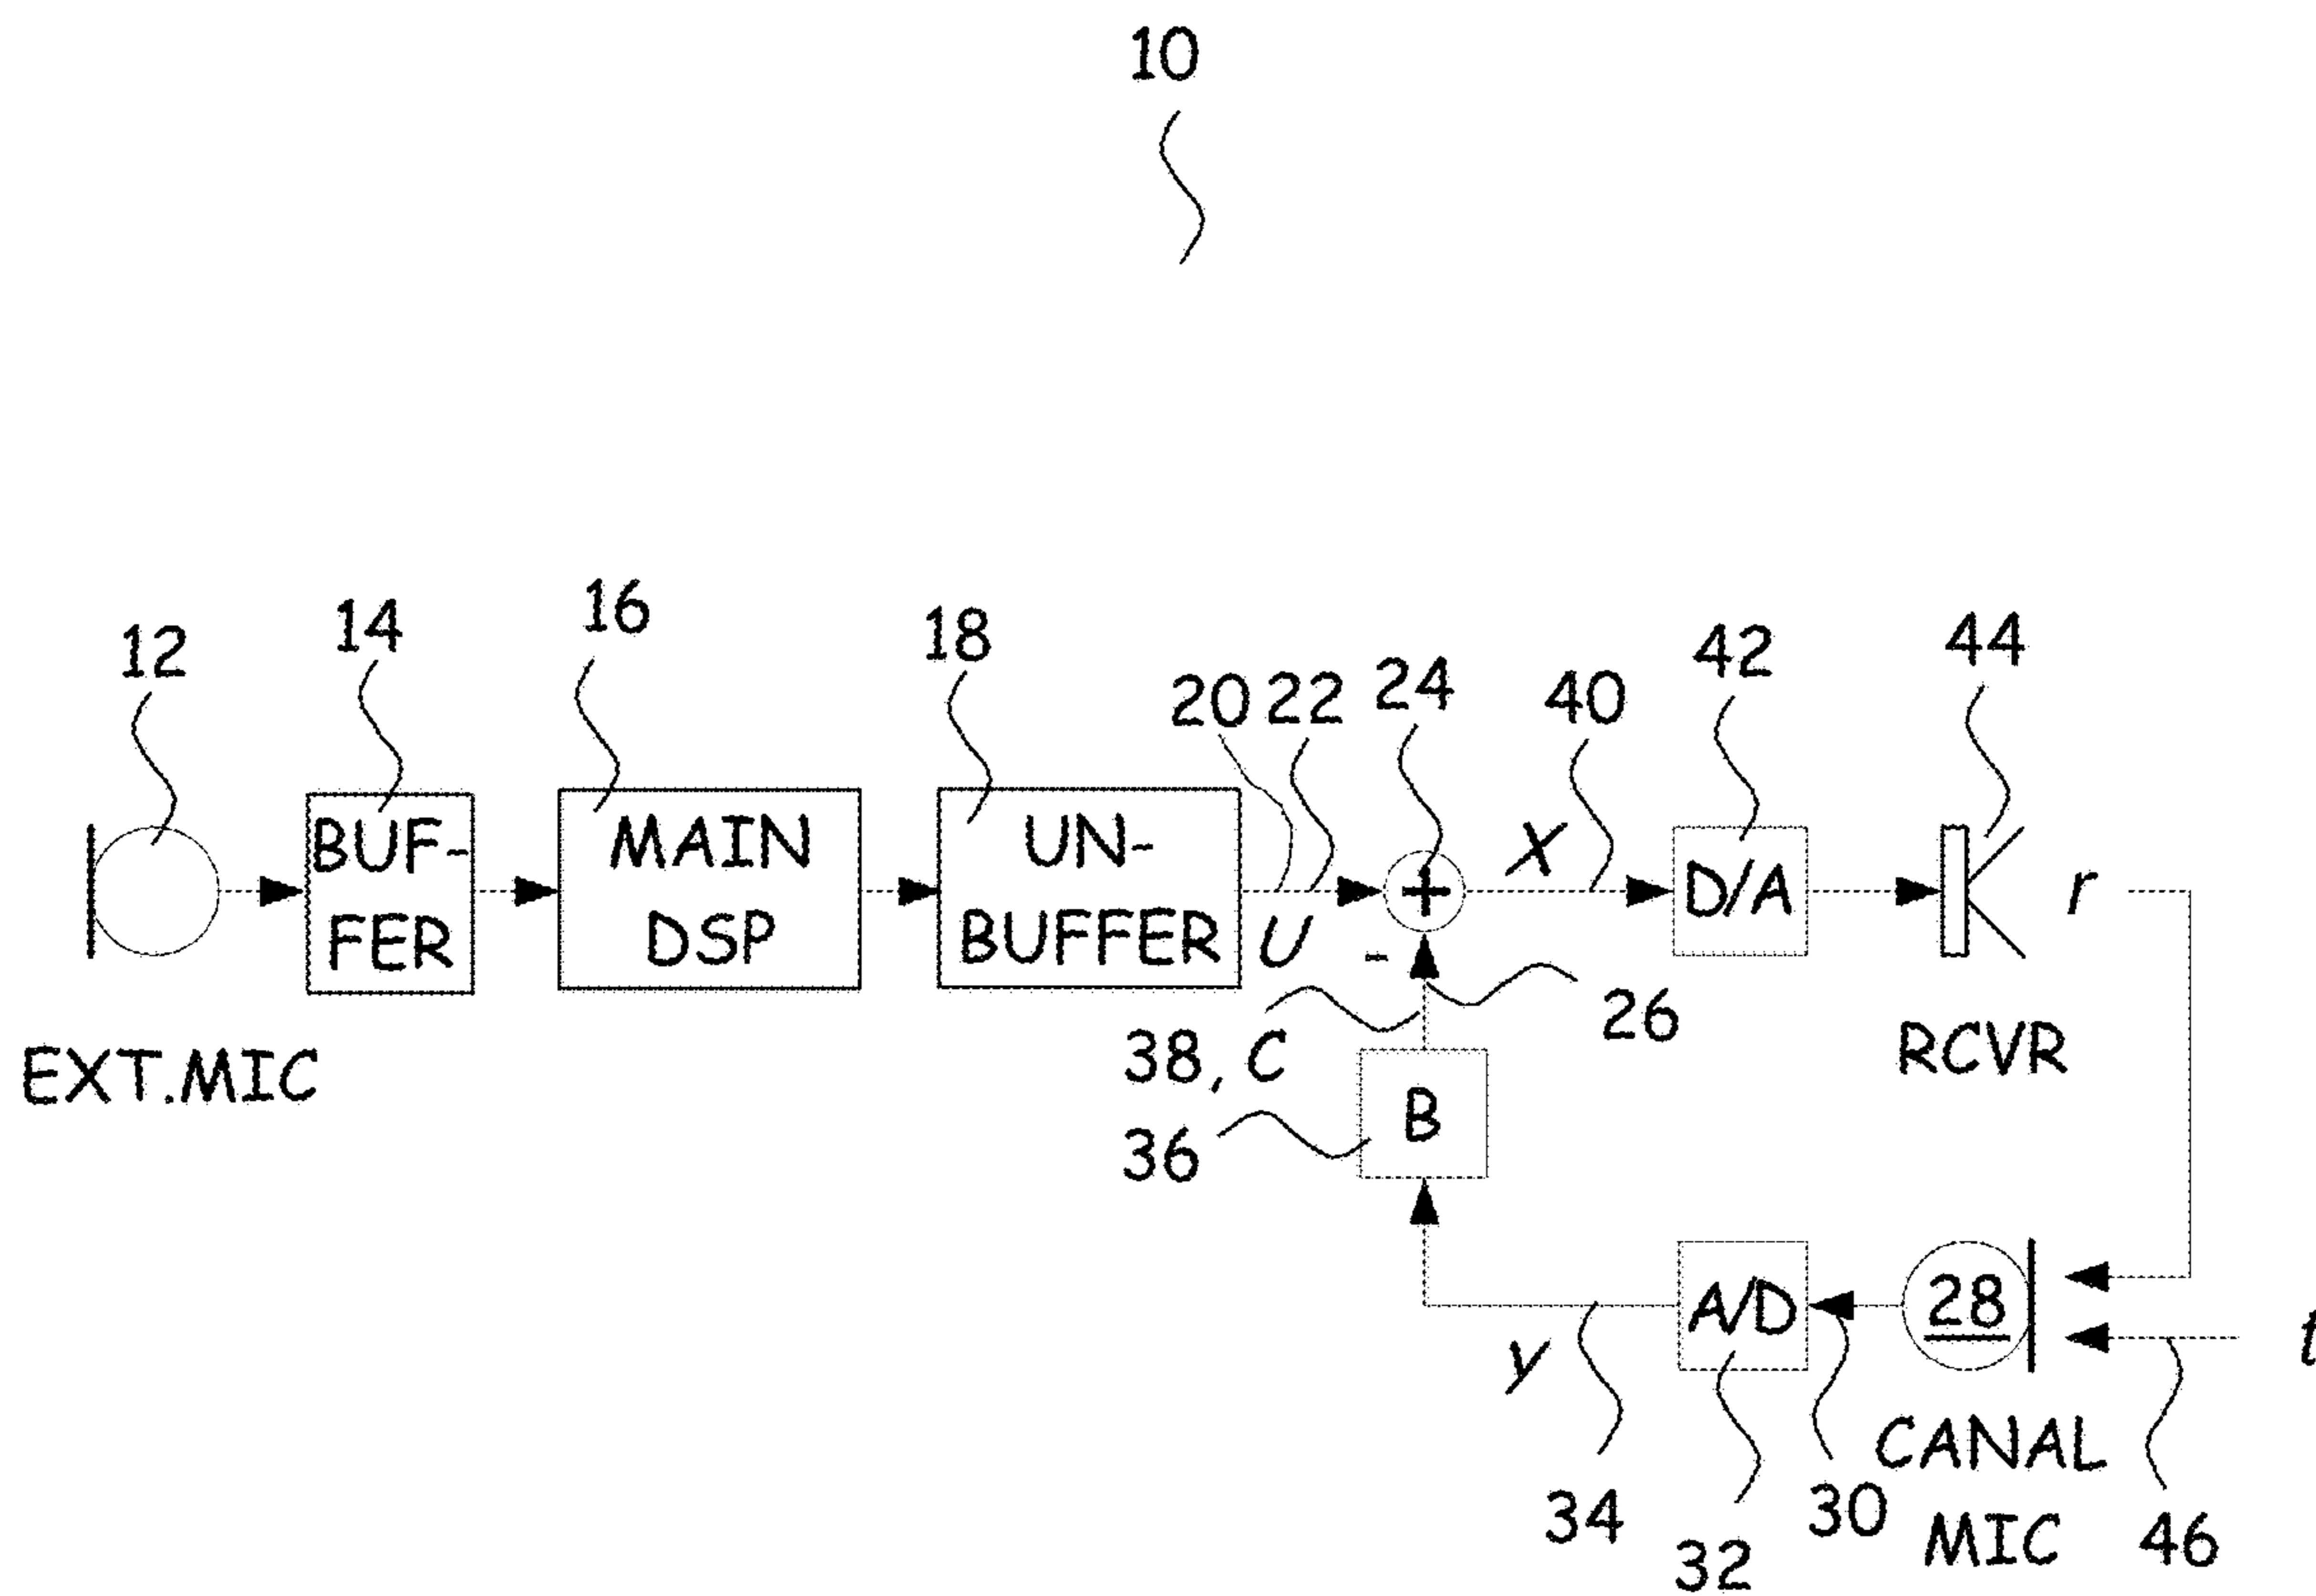 10
12
14
16
18
20
22
24
40
42
44
BUF-
FER
MAIN
DSP
UN-
BUFFER
U
+
-
X
D/A
r
EXT.MIC
38, C
26
RCVR
B
36
y
A/D
28
t
34
32
30
CANAL
MIC
46